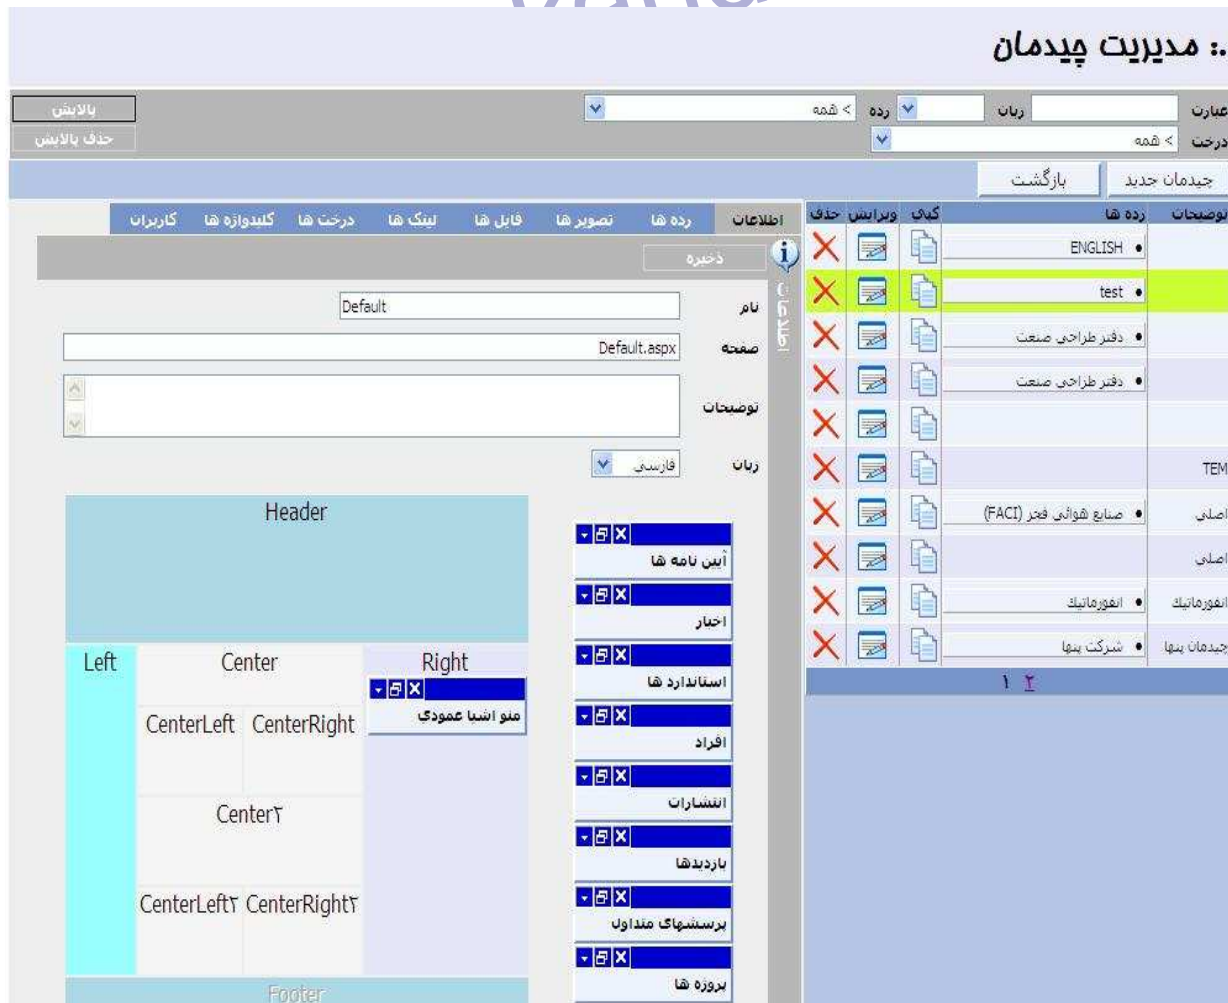 .: مدیریت چیدمان
عبارت زبان رده > همه پالایش
درخت > همه حذف پالایش
چیدمان جدید بازگشت
توضیحات رده ها کپی ویرایش حذف
ENGLISH
test
دفتر طراحی صنعت
دفتر طراحی صنعت
TEM
اصلی صنایع هوائی فجر (FACI)
اصلی
انفورماتیک انفورماتیک
چیدمان پنها شرکت پنها
۱ ۲
اطلاعات رده ها تصویر ها فایل ها لینک ها درخت ها کلیدواژه ها کاربران
ذخیره
اطلاعات
نام Default
صفحه Default.aspx
توضیحات
زبان فارسی
آیین نامه ها
اخبار
استاندارد ها
افراد
انتشارات
بازدیدها
پرسشهای متداول
پروژه ها
Header
Left Center Right
منو اشیا عمودی
CenterLeft CenterRight
Center۲
CenterLeft۲ CenterRight۲
Footer